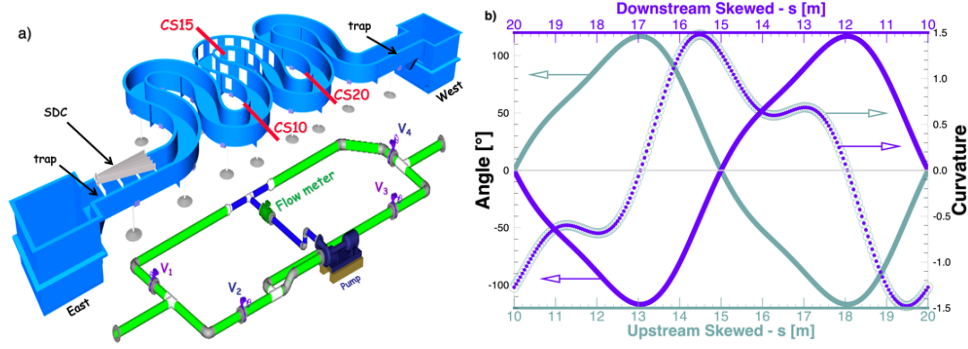 a)
trap
CS15
West
CS20
CS10
SDC
trap
V4
Flow meter
V3
V1
V2
Pump
East
b)
Downstream Skewed - s [m]
20 19 18 17 16 15 14 13 12 11 10
Angle [°]
100
50
0
-50
-100
1.5
1.0
0.5
0.0
-0.5
-1.0
-1.5
Curvature
10 11 12 13 14 15 16 17 18 19 20
Upstream Skewed - s [m]